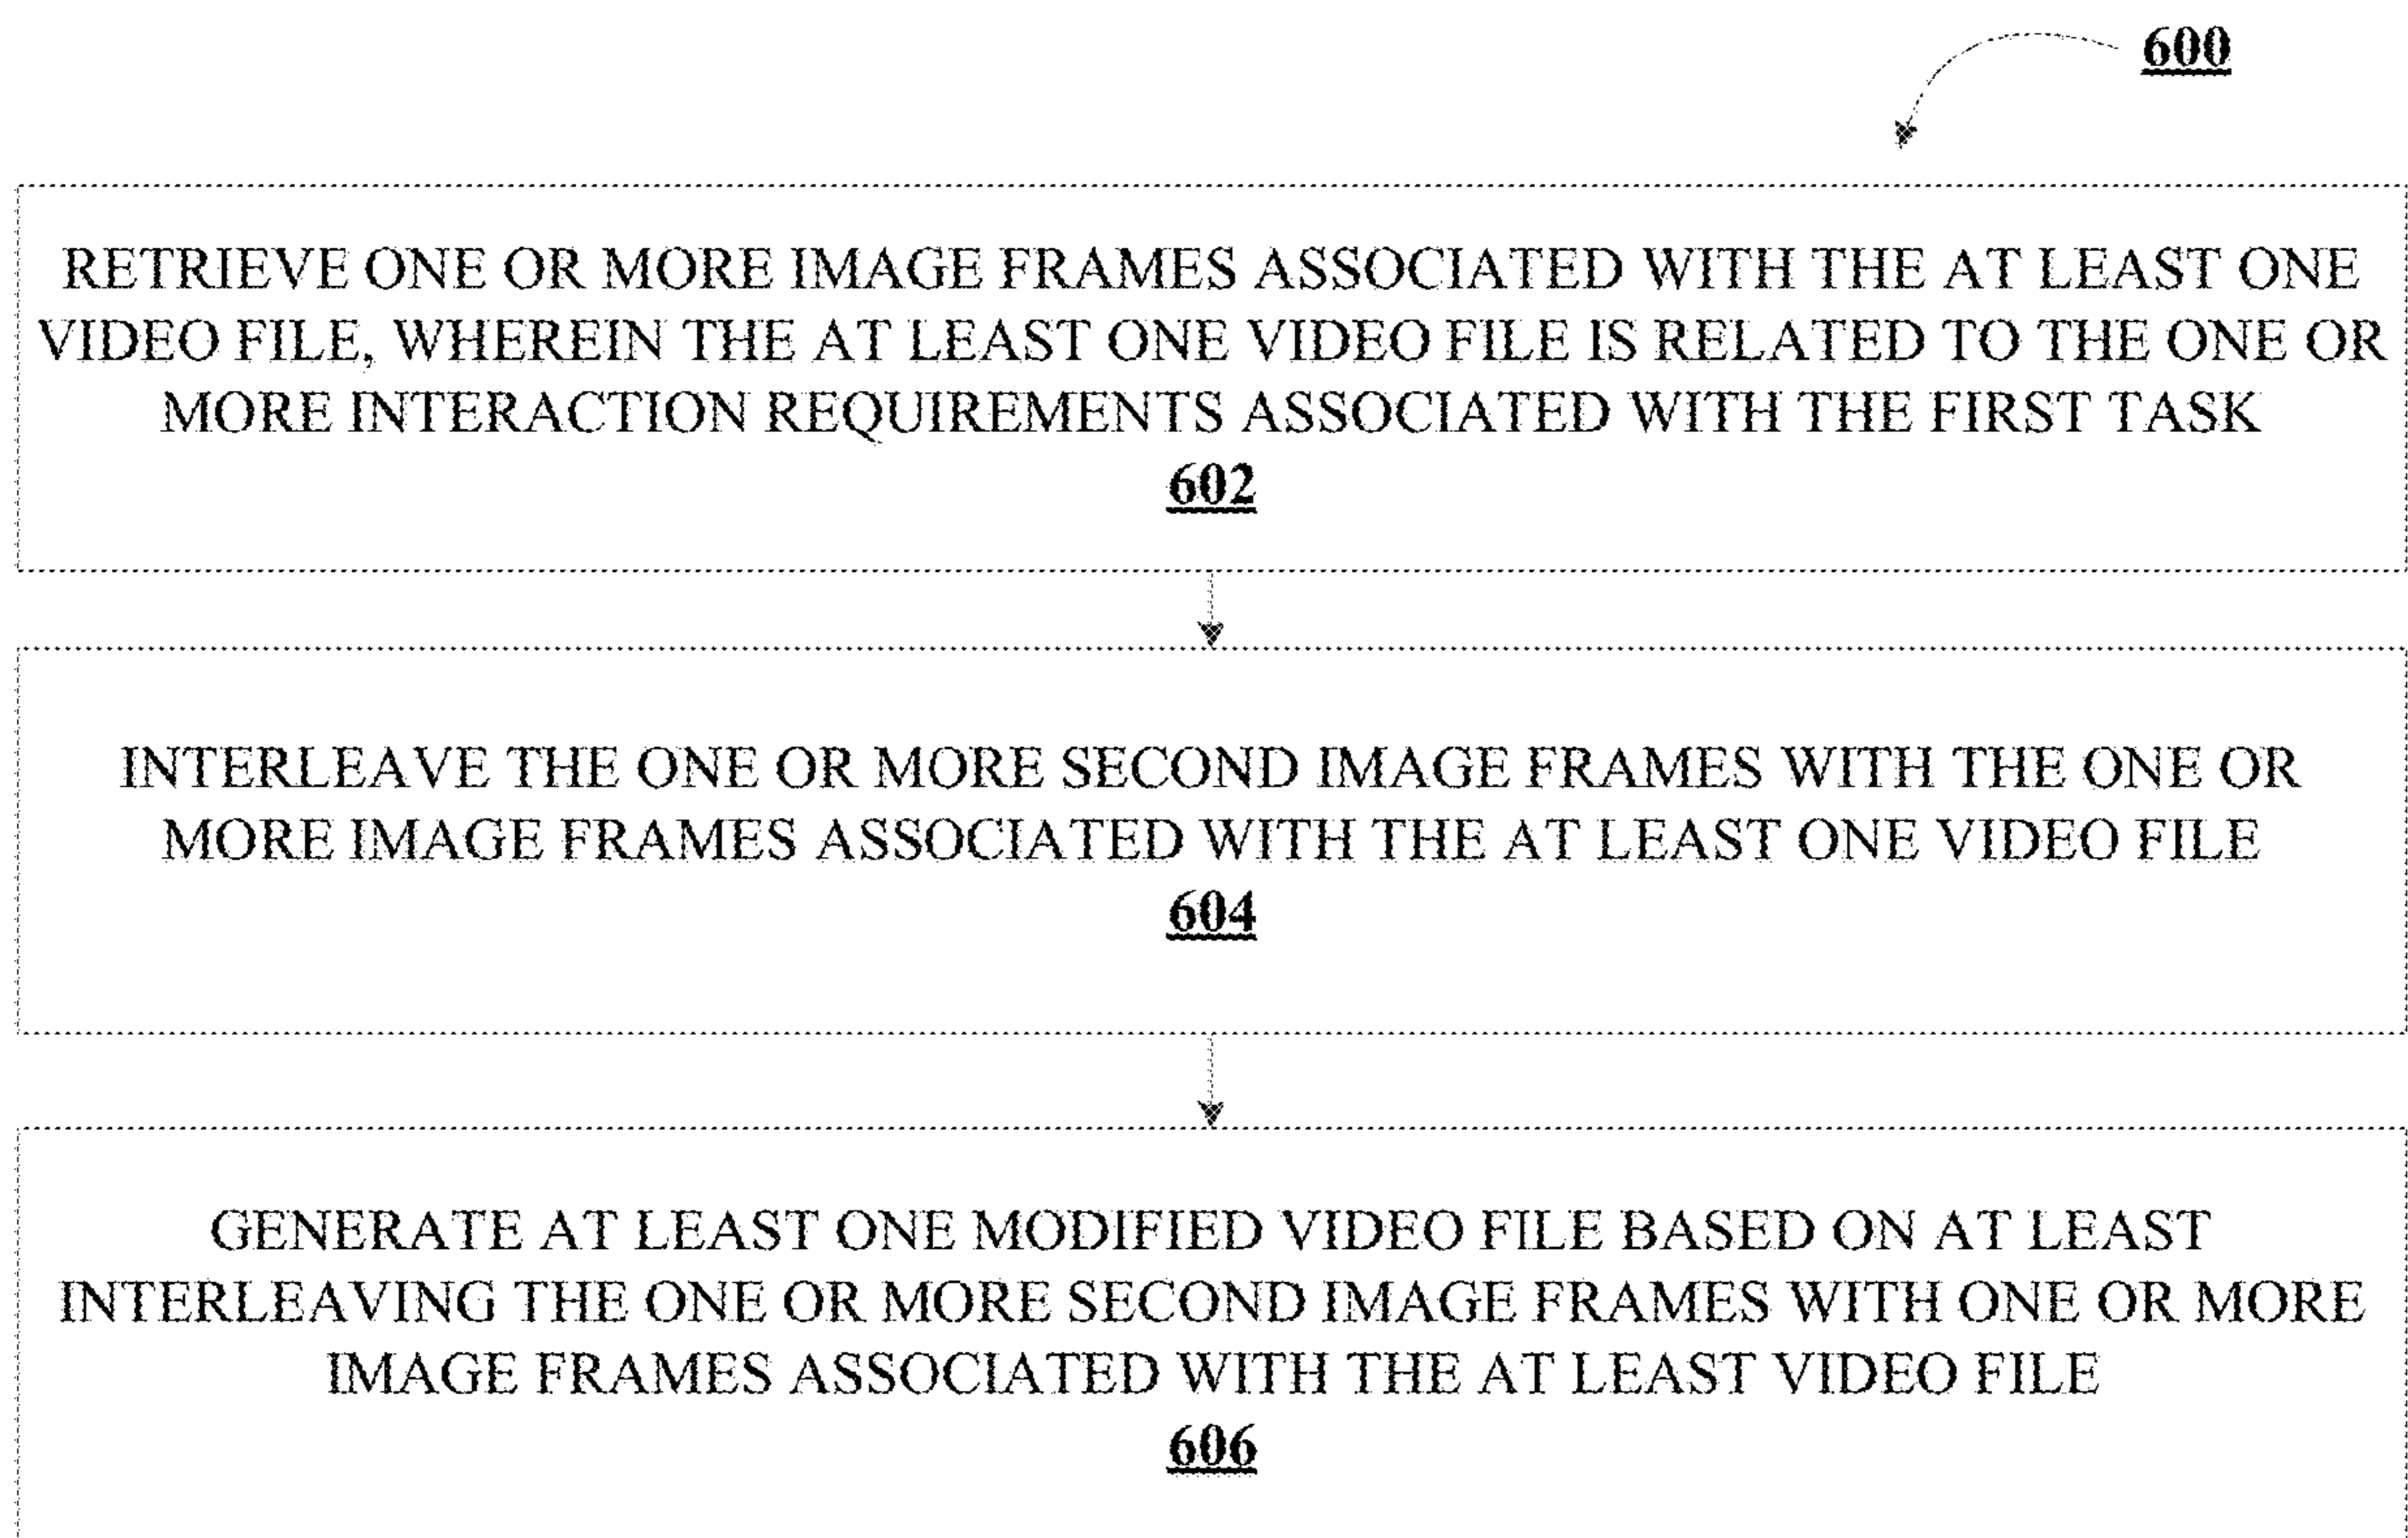 600
RETRIEVE ONE OR MORE IMAGE FRAMES ASSOCIATED WITH THE AT LEAST ONE
VIDEO FILE, WHEREIN THE AT LEAST ONE VIDEO FILE IS RELATED TO THE ONE OR
MORE INTERACTION REQUIREMENTS ASSOCIATED WITH THE FIRST TASK
602
INTERLEAVE THE ONE OR MORE SECOND IMAGE FRAMES WITH THE ONE OR
MORE IMAGE FRAMES ASSOCIATED WITH THE AT LEAST ONE VIDEO FILE
604
GENERATE AT LEAST ONE MODIFIED VIDEO FILE BASED ON AT LEAST
INTERLEAVING THE ONE OR MORE SECOND IMAGE FRAMES WITH ONE OR MORE
IMAGE FRAMES ASSOCIATED WITH THE AT LEAST VIDEO FILE
606